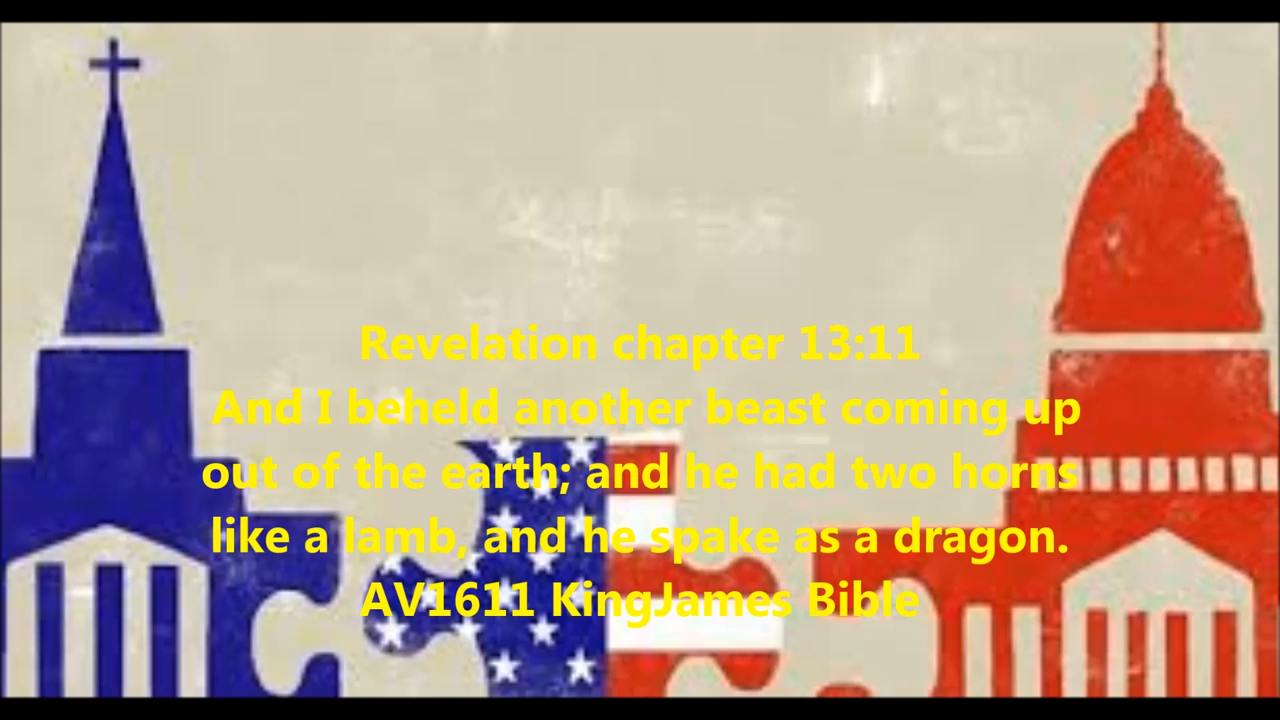 Revelation chapter 13:11
And I beheld another beast coming up
out of the earth; and he had two horns
like a lamb, and he spake as a dragon.
AV1611 KingJames Bible